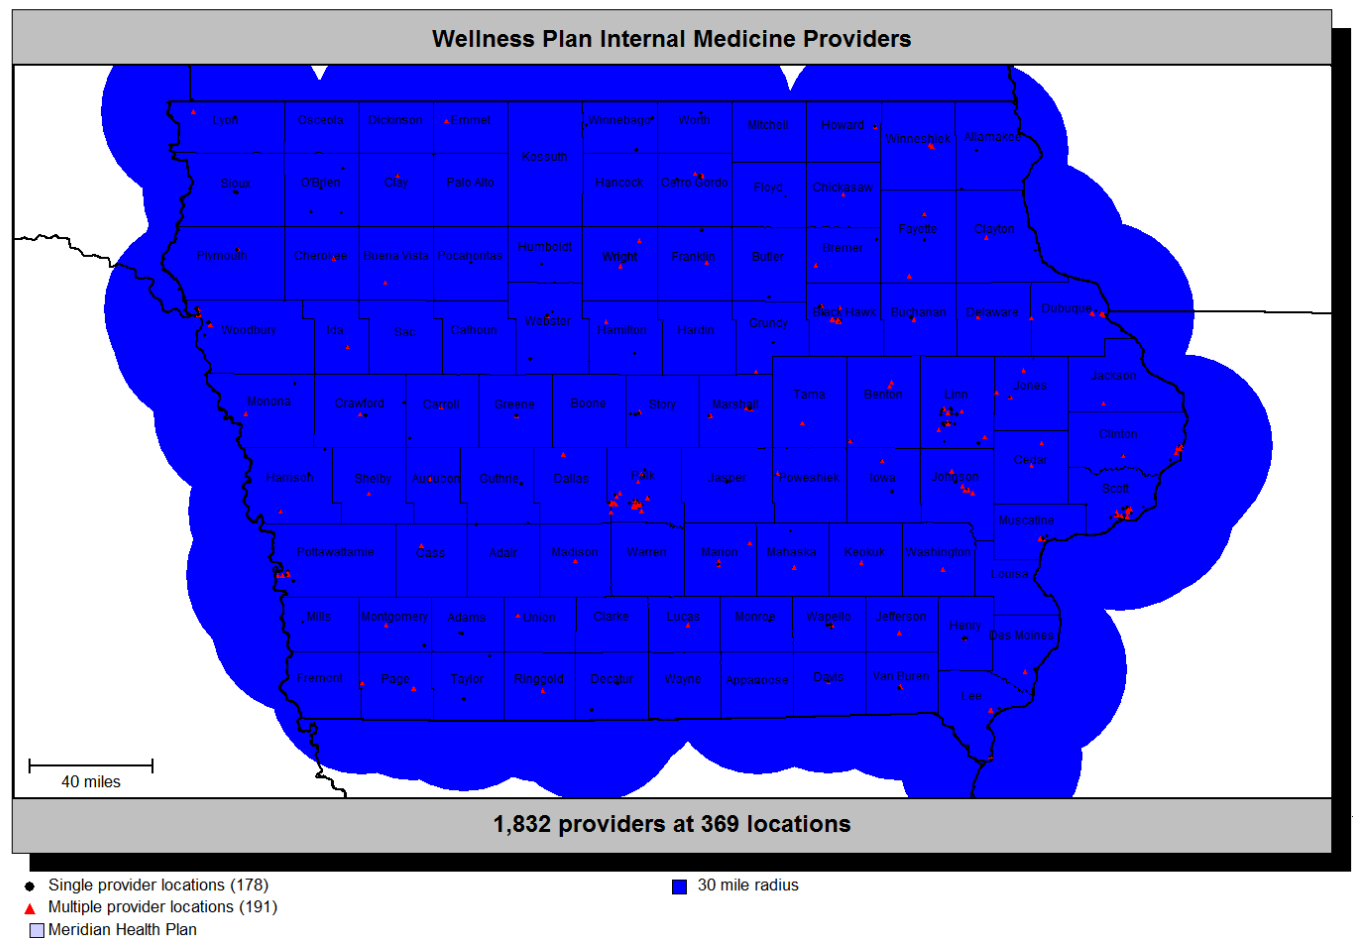 Wellness Plan Internal Medicine Providers
Lyon Osceola Dickinson Emmet Winnebago Worth Mitchell Howard Winneshiek Allamakee
Kossuth
Sioux O'Brien Clay Palo Alto Hancock Cerro Gordo Floyd Chickasaw
Plymouth Cherokee Buena Vista Pocahontas Humboldt Wright Franklin Butler Bremer Fayette Clayton
Woodbury Ida Sac Calhoun Webster Hamilton Hardin Grundy Black Hawk Buchanan Delaware Dubuque
Monona Crawford Carroll Greene Boone Story Marshall Tama Benton Linn Jones Jackson
Clinton
Harrison Shelby Audubon Guthrie Dallas Polk Jasper Poweshiek Iowa Johnson Cedar Scott
Muscatine
Pottawattamie Cass Adair Madison Warren Marion Mahaska Keokuk Washington Louisa
Mills Montgomery Adams Union Clarke Lucas Monroe Wapello Jefferson Henry Des Moines
Fremont Page Taylor Ringgold Decatur Wayne Appanoose Davis Van Buren Lee
40 miles
1,832 providers at 369 locations
Single provider locations (178) 30 mile radius
Multiple provider locations (191)
Meridian Health Plan